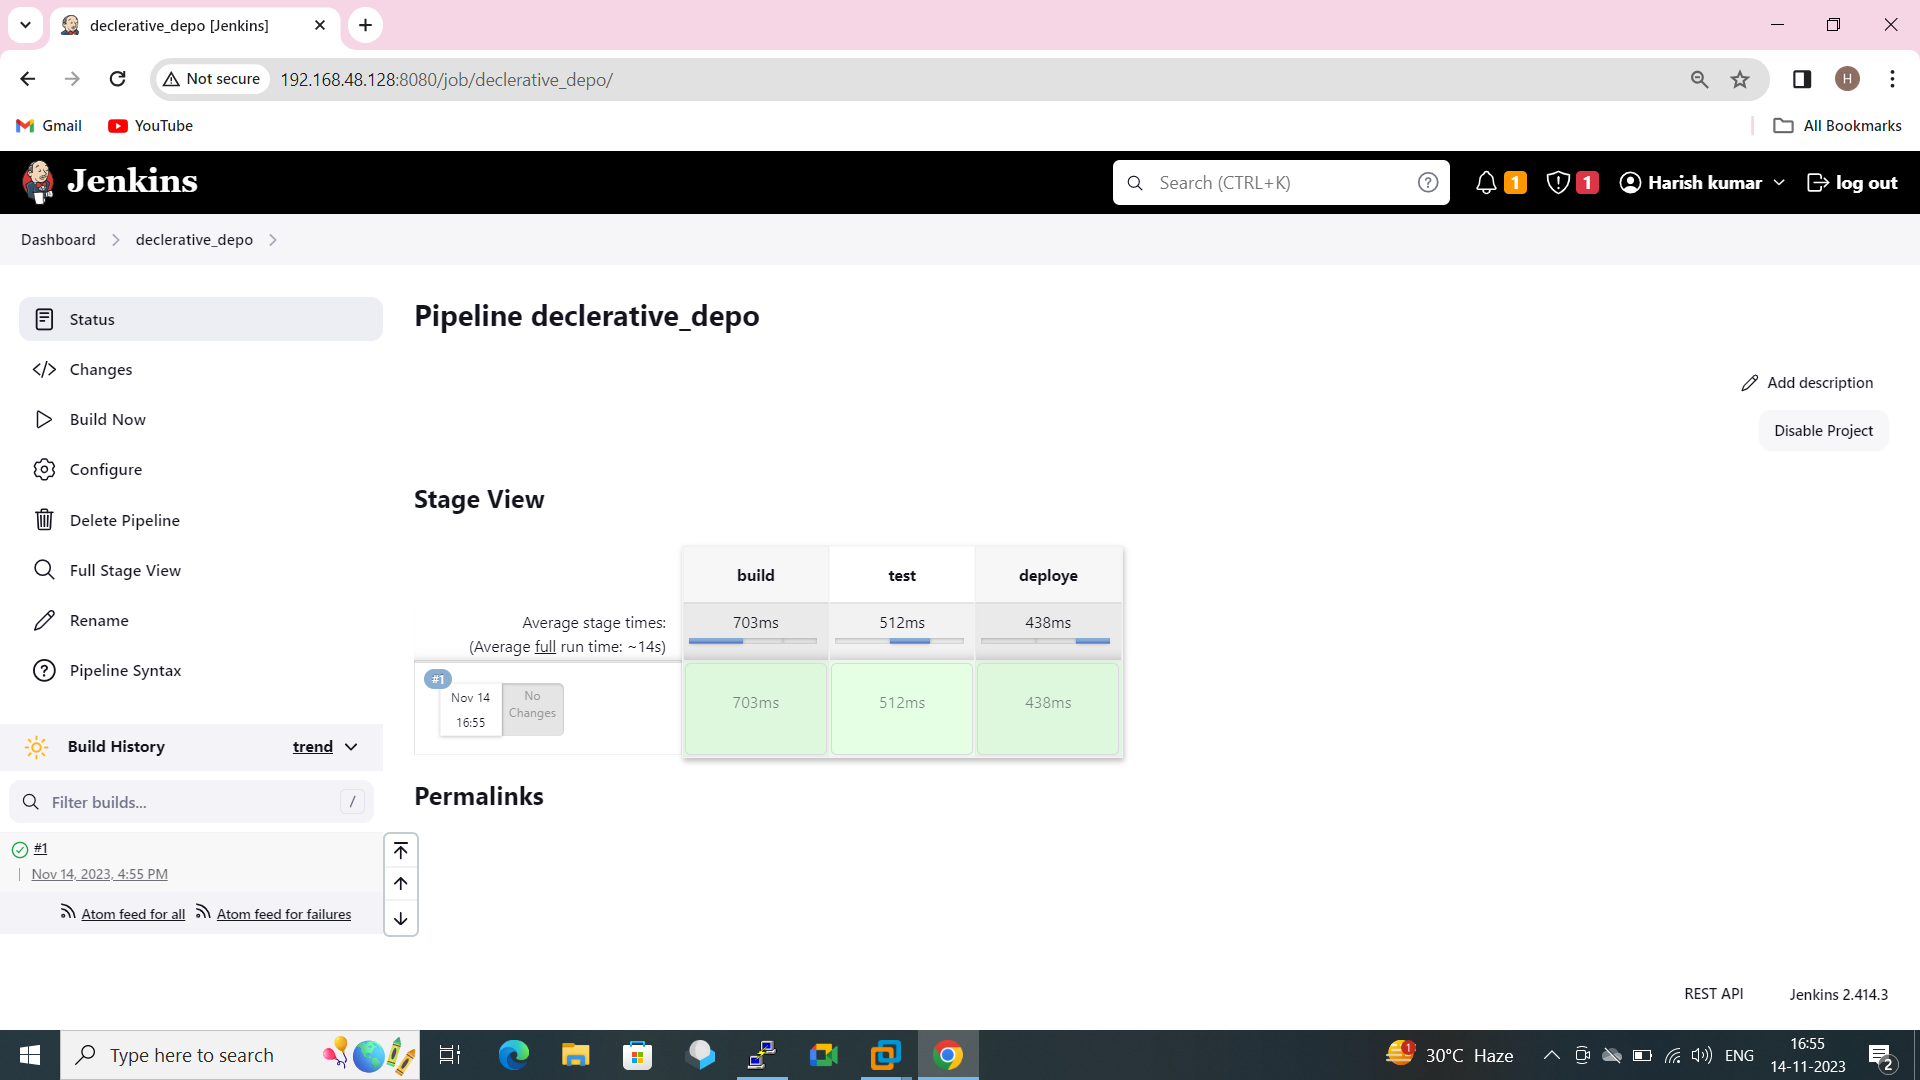 declerative_depo [Jenkins]
Not secure
192.168.48.128:8080/job/declerative_depo/
H
Gmail
YouTube
All Bookmarks
Jenkins
Search (CTRL+K)
1
1
Harish kumar
log out
Dashboard
declerative_depo
Status
Changes
Build Now
Configure
Delete Pipeline
Full Stage View
Rename
Pipeline Syntax
Build History
trend
Filter builds...
/
#1
Nov 14, 2023, 4:55 PM
Atom feed for all
Atom feed for failures
Pipeline declerative_depo
Add description
Disable Project
Stage View
build
test
deploye
Average stage times:
703ms
512ms
438ms
(Average full run time: ~14s)
#1
Nov 14
16:55
No
Changes
703ms
512ms
438ms
Permalinks
REST API
Jenkins 2.414.3
Type here to search
1
30°C Haze
ENG
16:55
14-11-2023
2